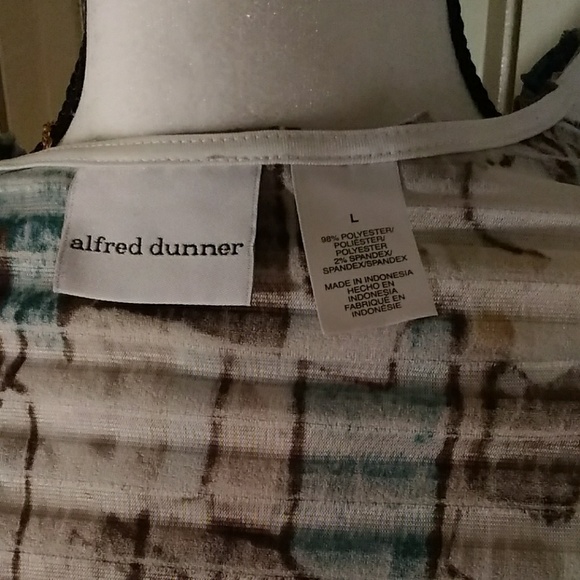 alfred dunner
L
98% POLYESTER/
POLIÉSTER/
POLYESTER
2% SPANDEX/
SPANDEX/SPANDEX
MADE IN INDONESIA
HECHO EN
INDONESIA
FABRIQUÉ EN
INDONÉSIE